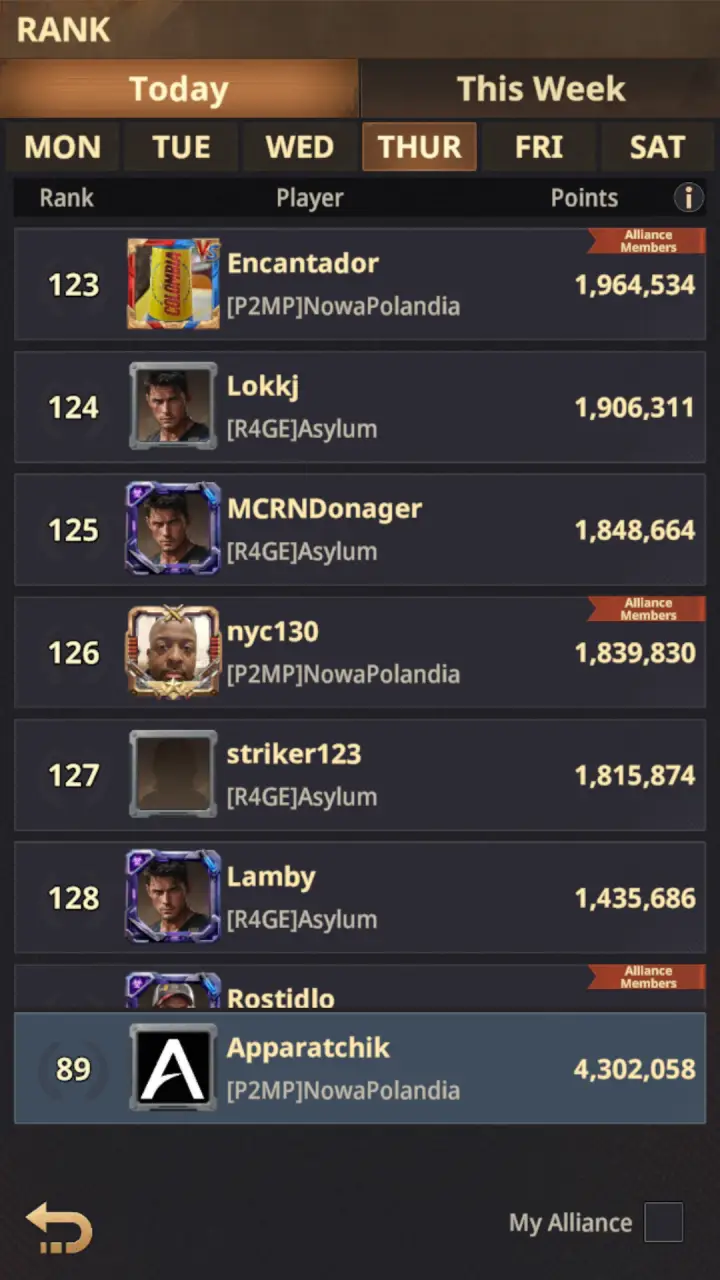 RANK
Today
This Week
MON TUE WED THUR FRI SAT
Rank Player Points i
Alliance
Members
123 Encantador 1,964,534
[P2MP]NowaPolandia
COLOMBIA
VS
124 Lokkj 1,906,311
[R4GE]Asylum
125 MCRNDonager 1,848,664
[R4GE]Asylum
Alliance
Members
126 nyc130 1,839,830
[P2MP]NowaPolandia
127 striker123 1,815,874
[R4GE]Asylum
128 Lamby 1,435,686
[R4GE]Asylum
Alliance
Members
Rostidlo
89 Apparatchik 4,302,058
[P2MP]NowaPolandia
My Alliance